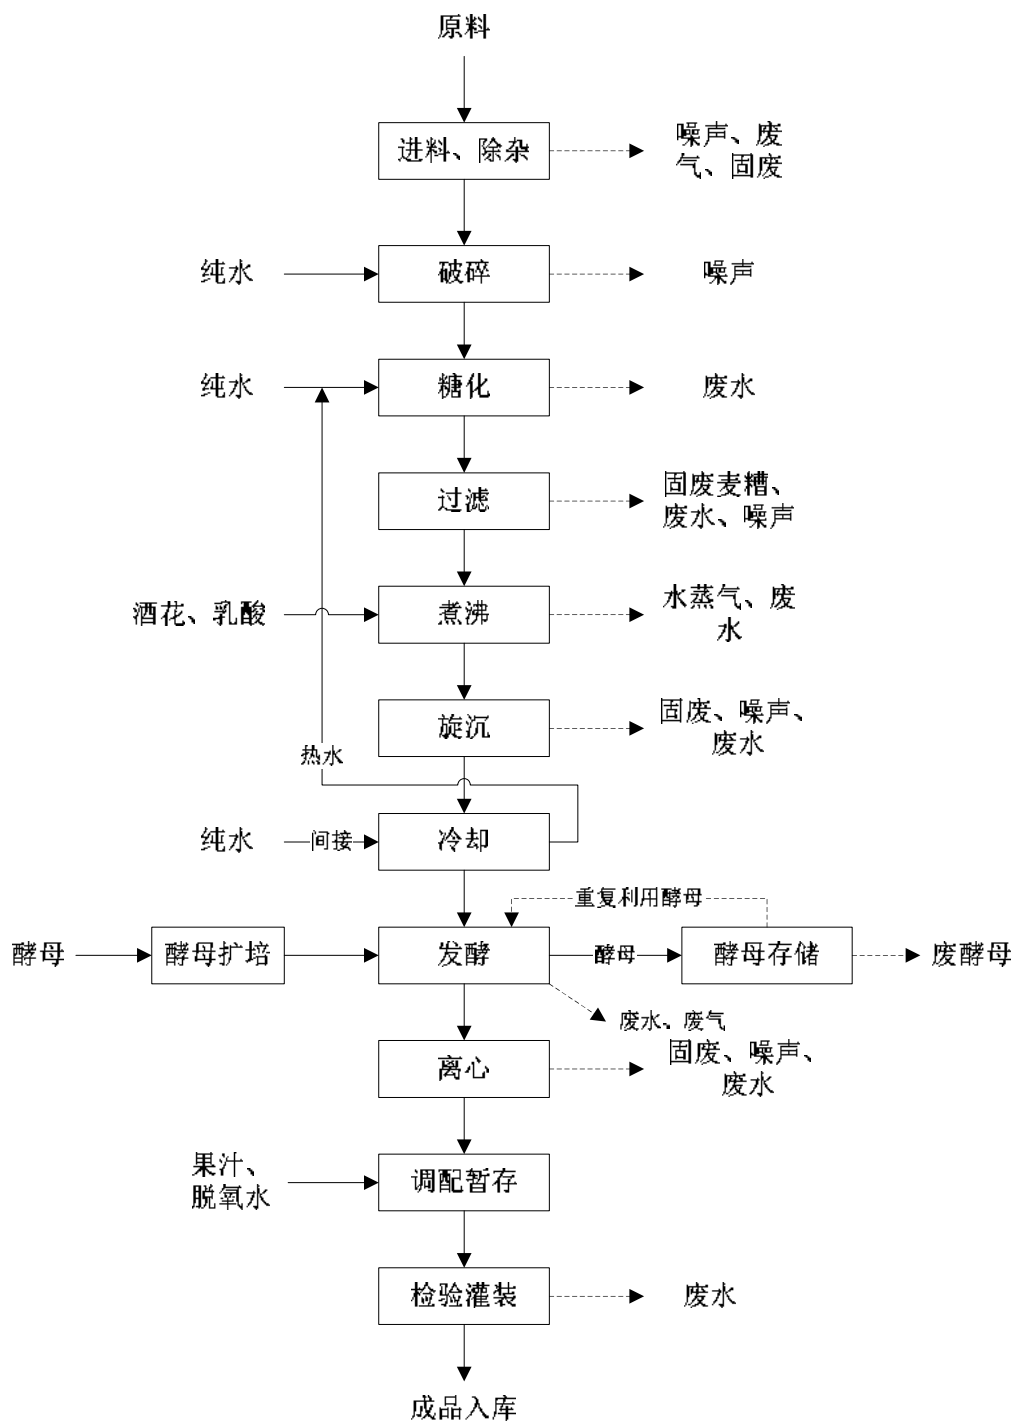 原料
进料、除杂
噪声、废
气、固废
纯水
破碎
噪声
纯水
糖化
废水
过滤
固废麦糟、
废水、噪声
酒花、乳酸
煮沸
水蒸气、废
水
旋沉
固废、噪声、
废水
热水
纯水
间接
冷却
重复利用酵母
酵母
酵母扩培
发酵
酵母
酵母存储
废酵母
废水、废气
离心
固废、噪声、
废水
果汁、
脱氧水
调配暂存
检验灌装
废水
成品入库